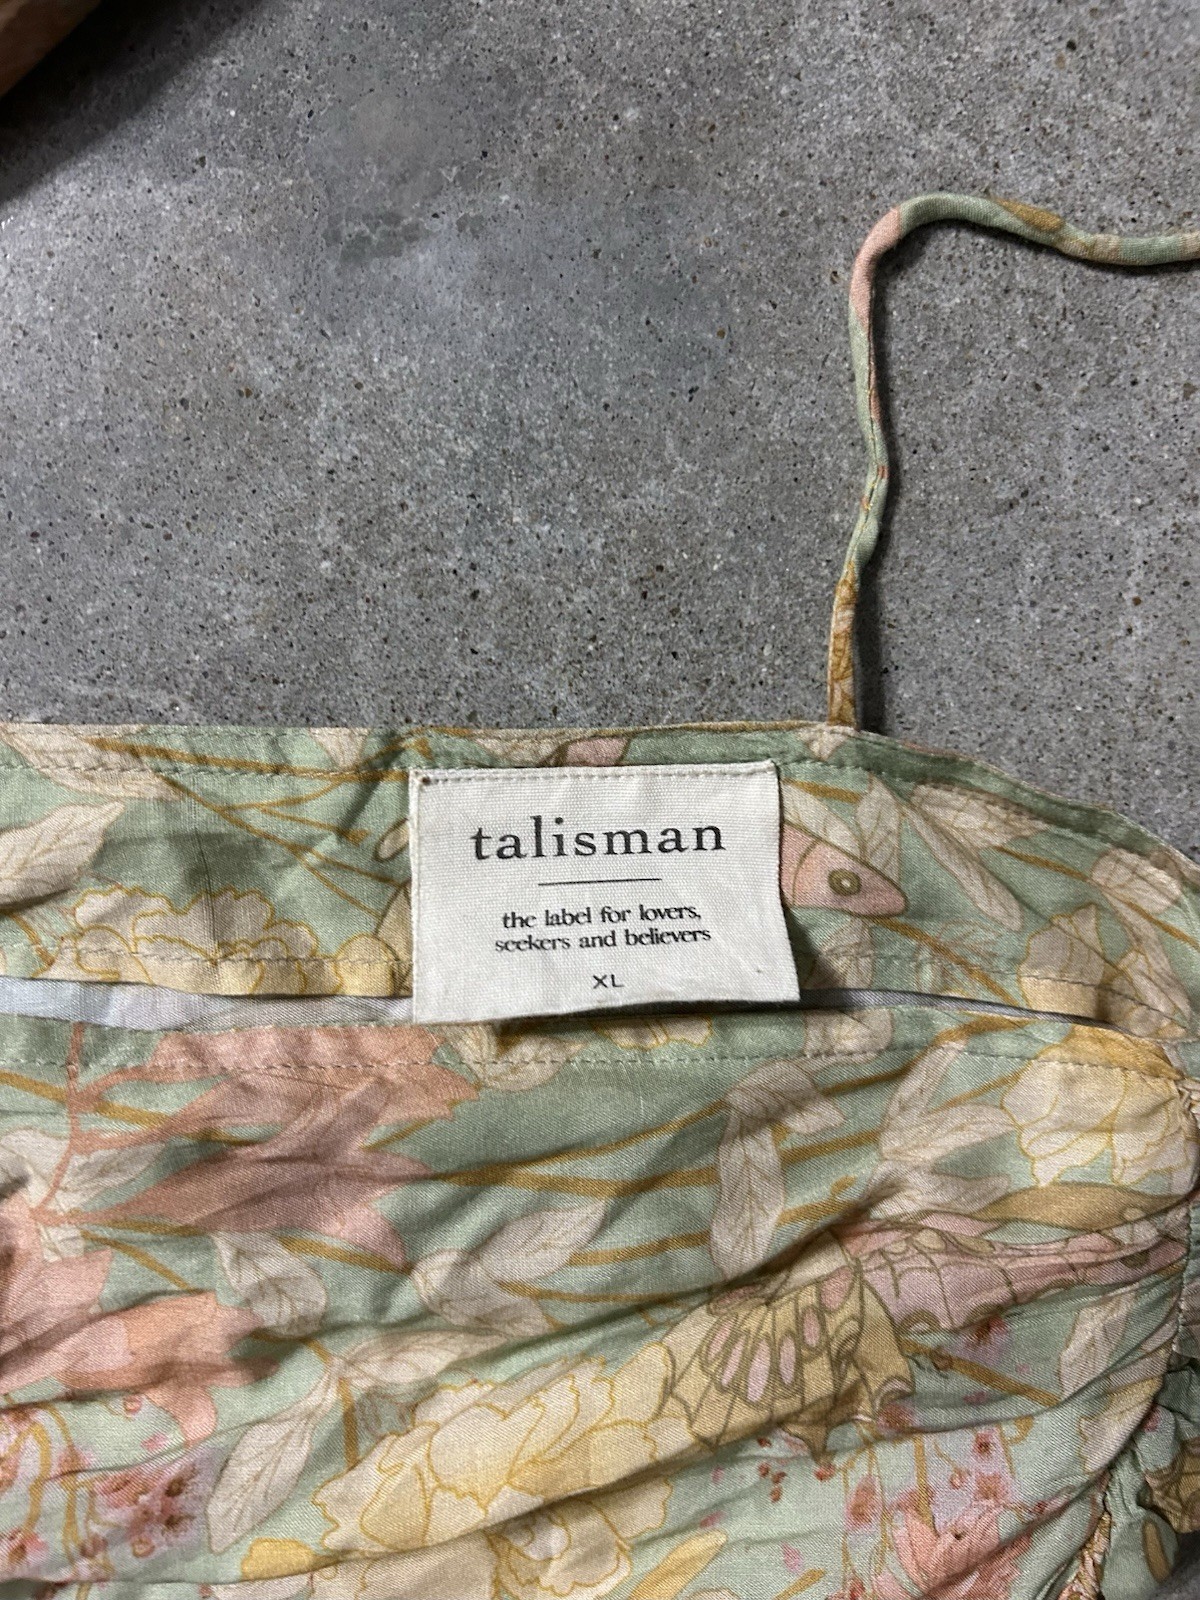 talisman
the label for lovers,
seekers and believers
XL